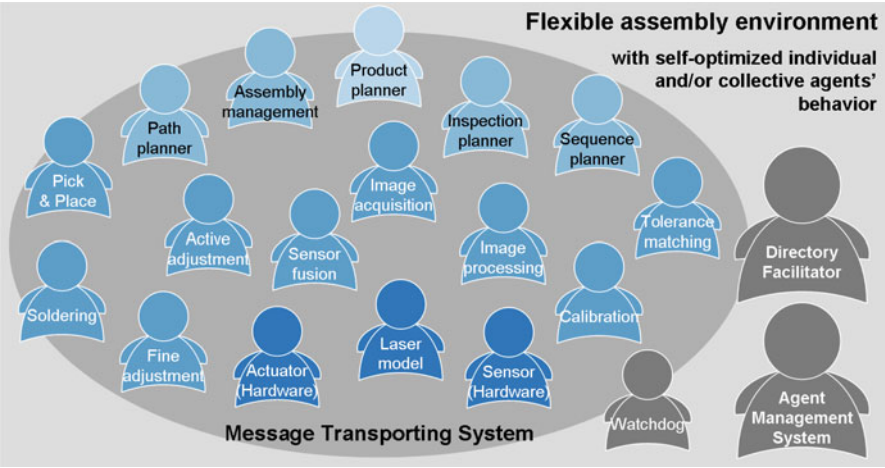 Flexible assembly environment
with self-optimized individual
and/or collective agents'
behavior
Product
planner
Assembly
management
Path
planner
Inspection
planner
Sequence
planner
Pick
& Place
Image
acquisition
Active
adjustment
Sensor
fusion
Image
processing
Tolerance
matching
Directory
Facilitator
Soldering
Fine
adjustment
Actuator
(Hardware)
Laser
model
Sensor
(Hardware)
Calibration
Watchdog
Agent
Management
System
Message Transporting System